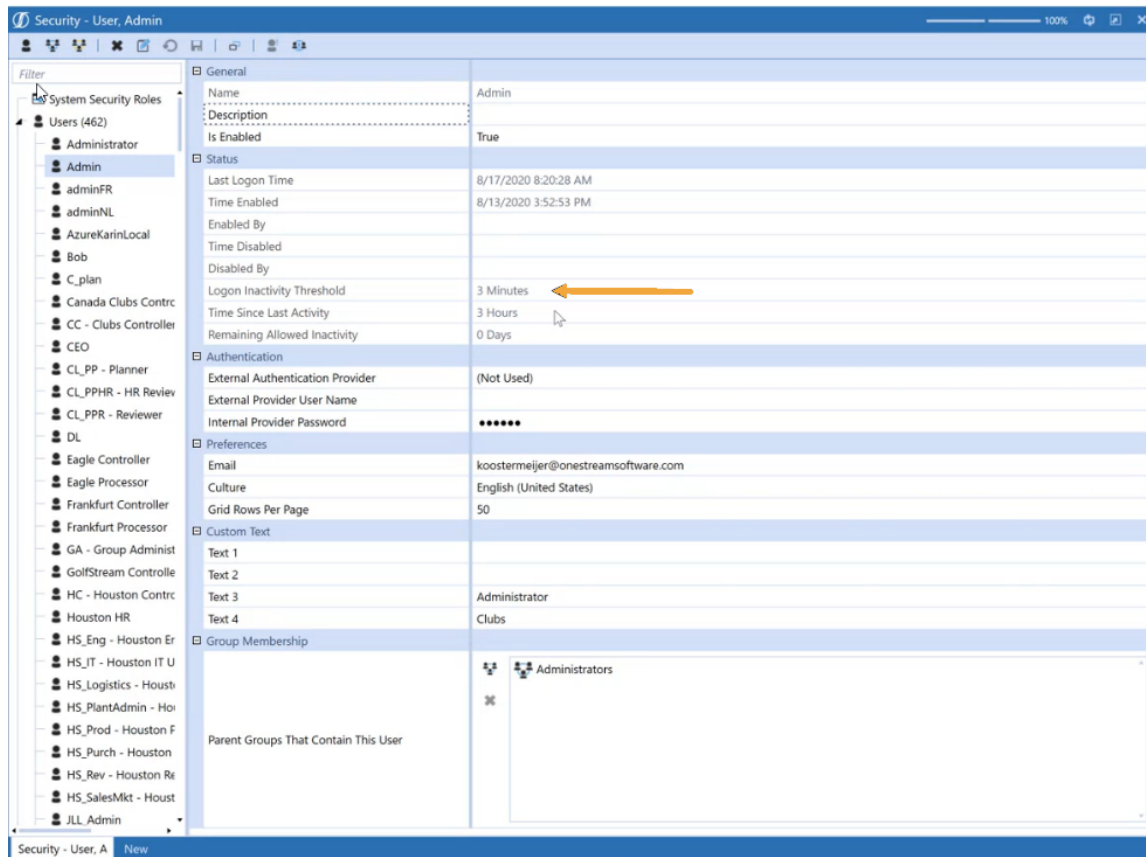 Security - User, Admin
100%
Filter
System Security Roles
Users (462)
Administrator
Admin
adminFR
adminNL
AzureKarinLocal
Bob
C_plan
Canada Clubs Contrc
CC - Clubs Controller
CEO
CL_PP - Planner
CL_PPHR - HR Review
CL_PPR - Reviewer
DL
Eagle Controller
Eagle Processor
Frankfurt Controller
Frankfurt Processor
GA - Group Administ
GolfStream Controlle
HC - Houston Contrc
Houston HR
HS_Eng - Houston Er
HS_IT - Houston IT U
HS_Logistics - Houst
HS_PlantAdmin - Ho
HS_Prod - Houston P
HS_Purch - Houston
HS_Rev - Houston Re
HS_SalesMkt - Houst
JLL_Admin
General
Name Admin
Description
Is Enabled True
Status
Last Logon Time 8/17/2020 8:20:28 AM
Time Enabled 8/13/2020 3:52:53 PM
Enabled By
Time Disabled
Disabled By
Logon Inactivity Threshold 3 Minutes
Time Since Last Activity 3 Hours
Remaining Allowed Inactivity 0 Days
Authentication
External Authentication Provider (Not Used)
External Provider User Name
Internal Provider Password ●●●●●●
Preferences
Email koostermeijer@onestreamsoftware.com
Culture English (United States)
Grid Rows Per Page 50
Custom Text
Text 1
Text 2
Text 3 Administrator
Text 4 Clubs
Group Membership
Administrators
Parent Groups That Contain This User
Security - User, A New